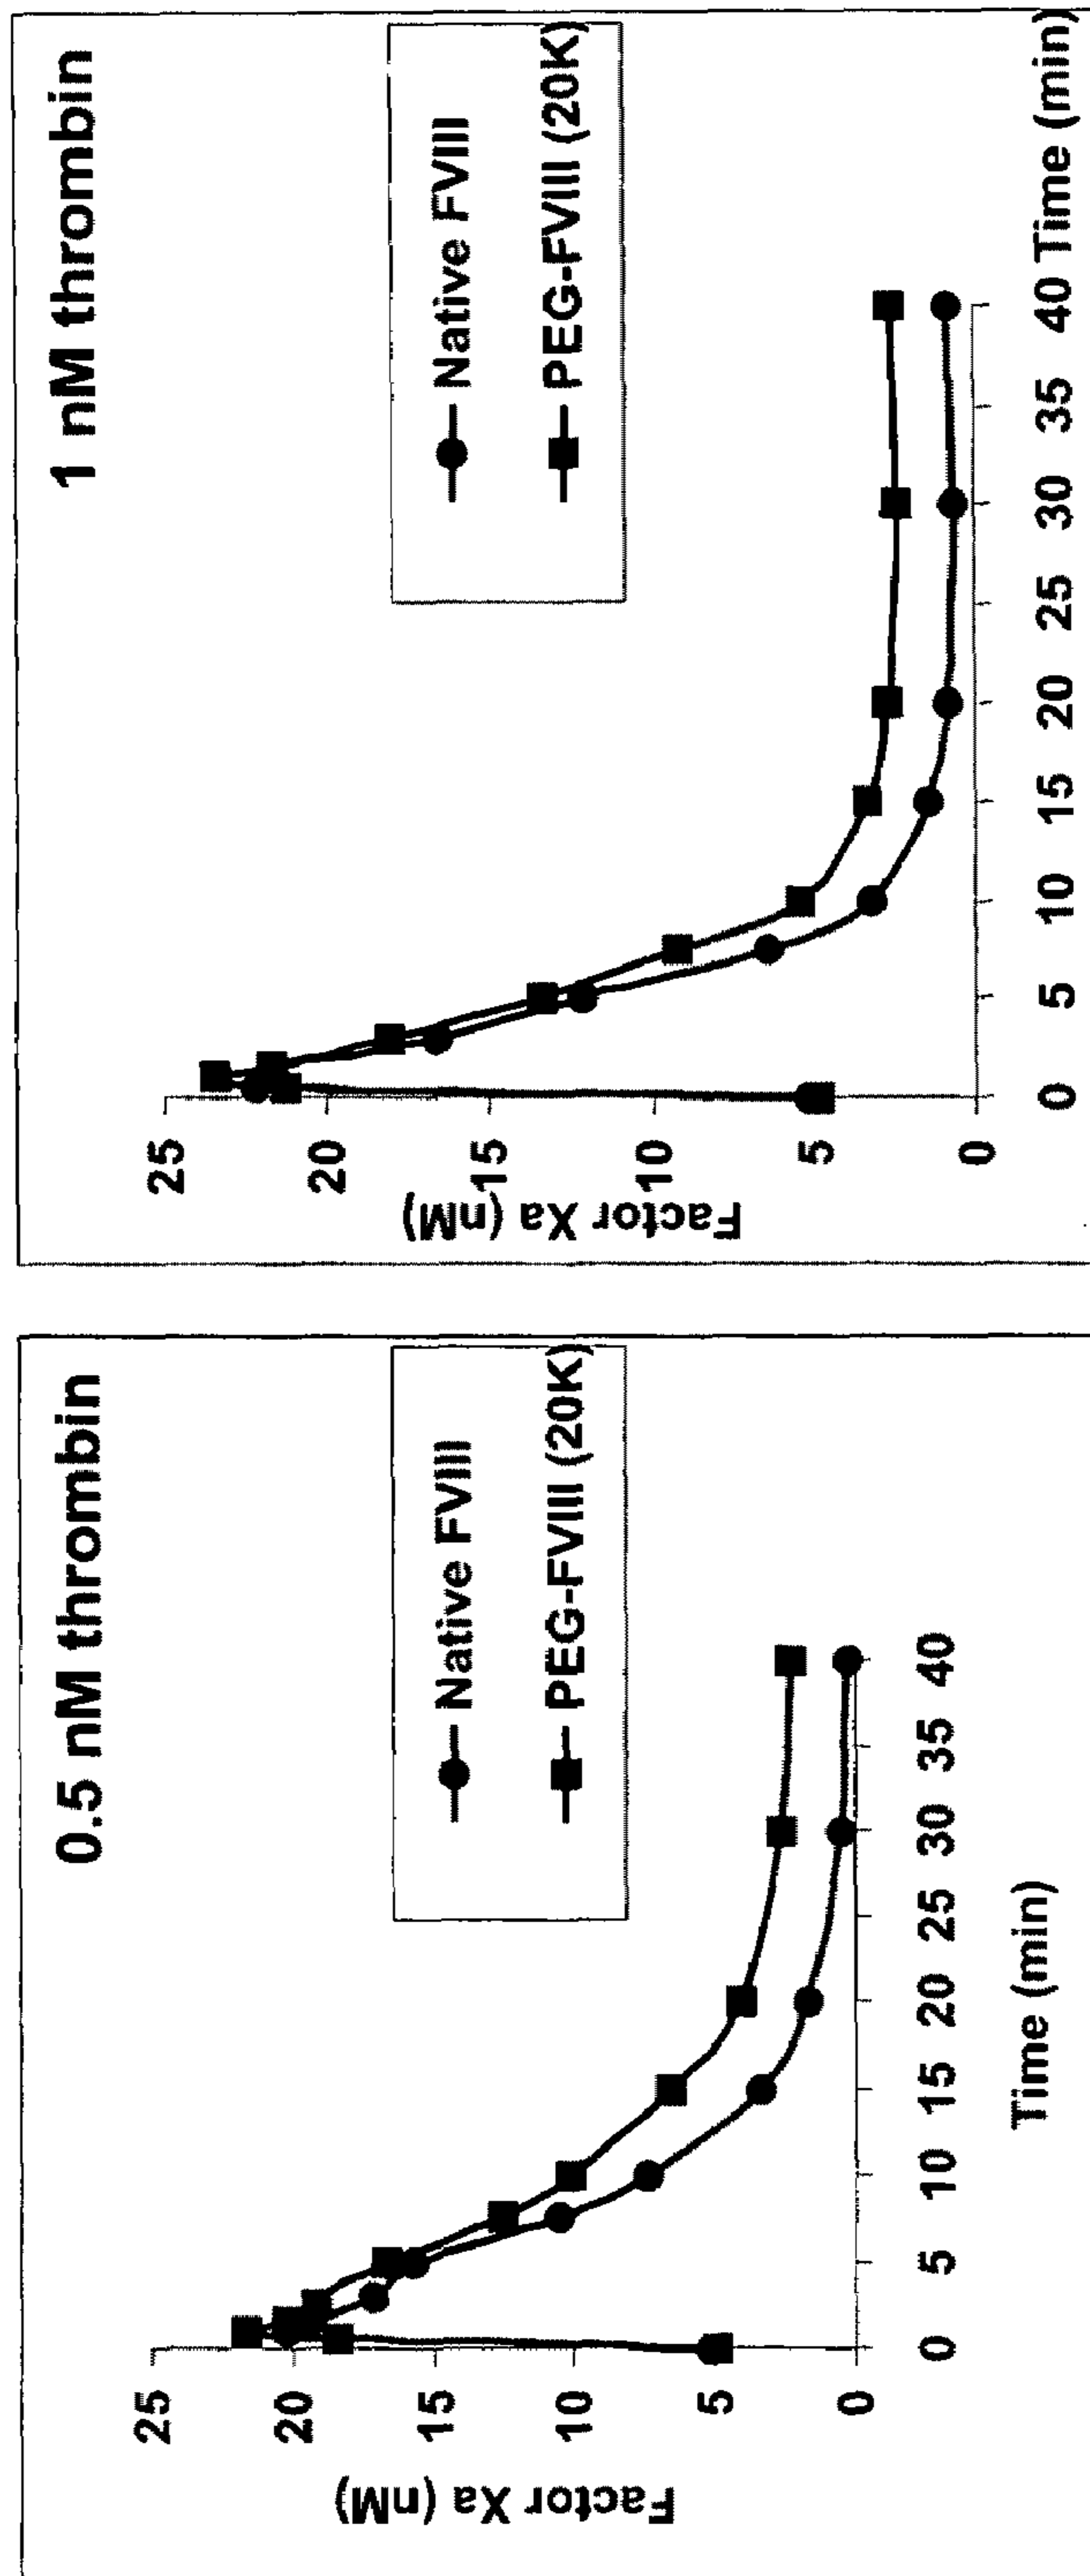 0.5 nM thrombin
Native FVIII
PEG-FVIII (20K)
Factor Xa (nM)
25
20
15
10
5
0
0 5 10 15 20 25 30 35 40
Time (min)
1 nM thrombin
Native FVIII
PEG-FVIII (20K)
Factor Xa (nM)
25
20
15
10
5
0
0 5 10 15 20 25 30 35 40 Time (min)